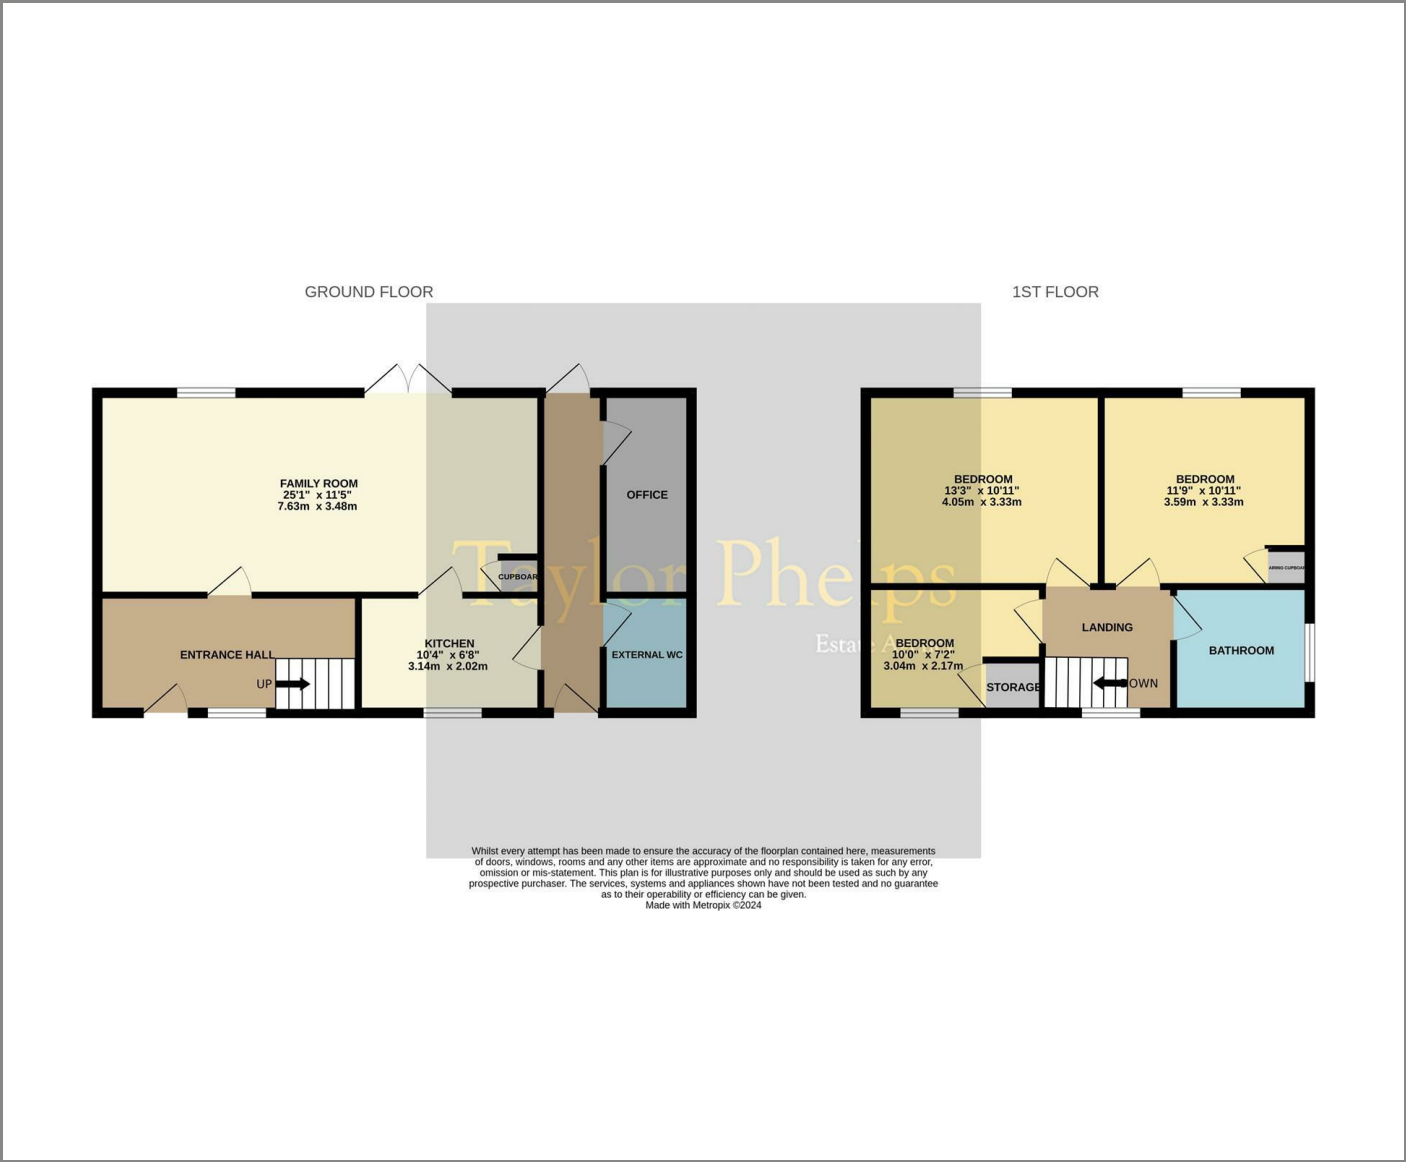 GROUND FLOOR
1ST FLOOR
FAMILY ROOM
25'1" x 11'5"
7.63m x 3.48m
OFFICE
CUPBOARD
ENTRANCE HALL
UP
KITCHEN
10'4" x 6'8"
3.14m x 2.02m
EXTERNAL WC
BEDROOM
13'3" x 10'11"
4.05m x 3.33m
BEDROOM
11'9" x 10'11"
3.59m x 3.33m
AIRING CUPBOARD
BEDROOM
10'0" x 7'2"
3.04m x 2.17m
STORAGE
LANDING
DOWN
BATHROOM
Taylor Phelps
Estate
Whilst every attempt has been made to ensure the accuracy of the floorplan contained here, measurements
of doors, windows, rooms and any other items are approximate and no responsibility is taken for any error,
omission or mis-statement. This plan is for illustrative purposes only and should be used as such by any
prospective purchaser. The services, systems and appliances shown have not been tested and no guarantee
as to their operability or efficiency can be given.
Made with Metropix ©2024